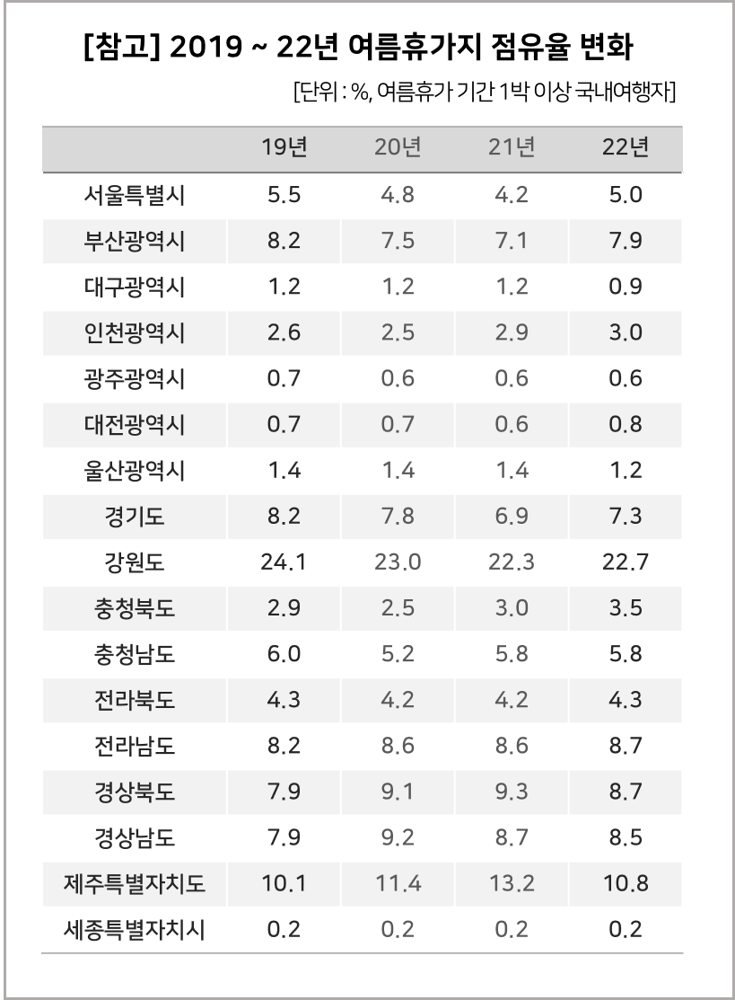 [참고] 2019 ~ 22년 여름휴가지 점유율 변화
[단위 : %, 여름휴가 기간 1박 이상 국내여행자]
19년 20년 21년 22년
서울특별시 5.5 4.8 4.2 5.0
부산광역시 8.2 7.5 7.1 7.9
대구광역시 1.2 1.2 1.2 0.9
인천광역시 2.6 2.5 2.9 3.0
광주광역시 0.7 0.6 0.6 0.6
대전광역시 0.7 0.7 0.6 0.8
울산광역시 1.4 1.4 1.4 1.2
경기도 8.2 7.8 6.9 7.3
강원도 24.1 23.0 22.3 22.7
충청북도 2.9 2.5 3.0 3.5
충청남도 6.0 5.2 5.8 5.8
전라북도 4.3 4.2 4.2 4.3
전라남도 8.2 8.6 8.6 8.7
경상북도 7.9 9.1 9.3 8.7
경상남도 7.9 9.2 8.7 8.5
제주특별자치도 10.1 11.4 13.2 10.8
세종특별자치시 0.2 0.2 0.2 0.2